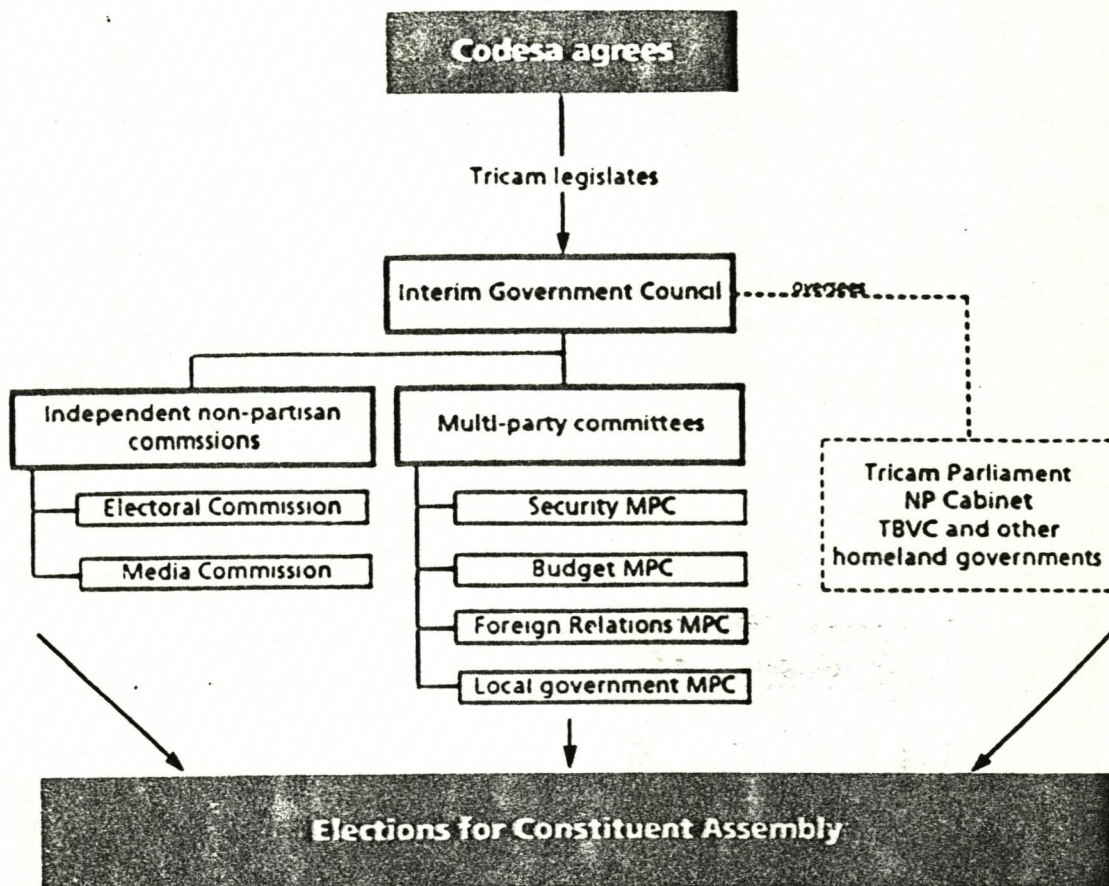 Codesa agrees
Tricam legislates
Interim Government Council
oversees
Independent non-partisan
commssions
Multi-party committees
Electoral Commission
Media Commission
Security MPC
Budget MPC
Foreign Relations MPC
Local government MPC
Tricam Parliament
NP Cabinet
TBVC and other
homeland governments
Elections for Constituent Assembly